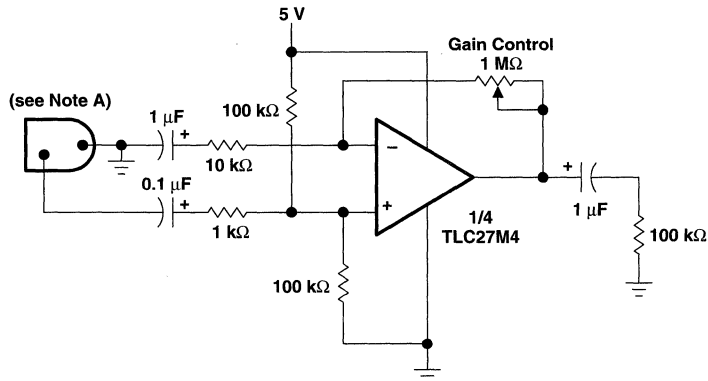 5 V
Gain Control
1 MΩ
(see Note A)
1 μF
+
100 kΩ
10 kΩ
−
0.1 μF
+
1 kΩ
+
1/4
TLC27M4
+
1 μF
100 kΩ
100 kΩ